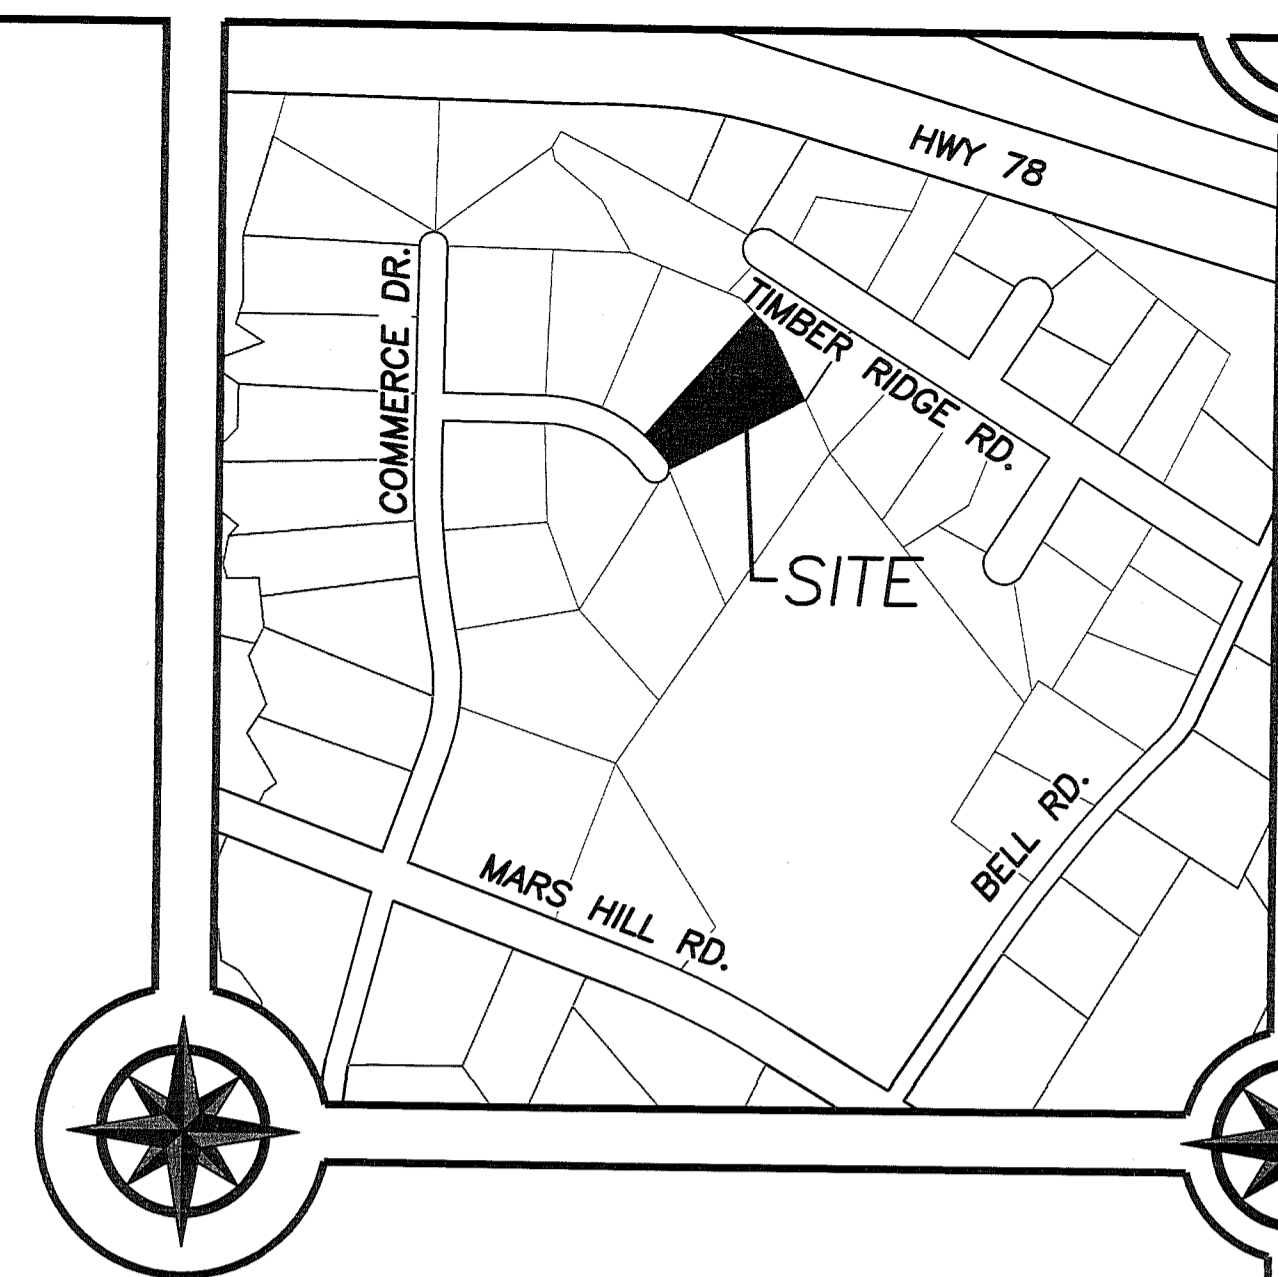 HWY 78
COMMERCE DR.
TIMBER RIDGE RD.
SITE
BELL RD.
MARS HILL RD.